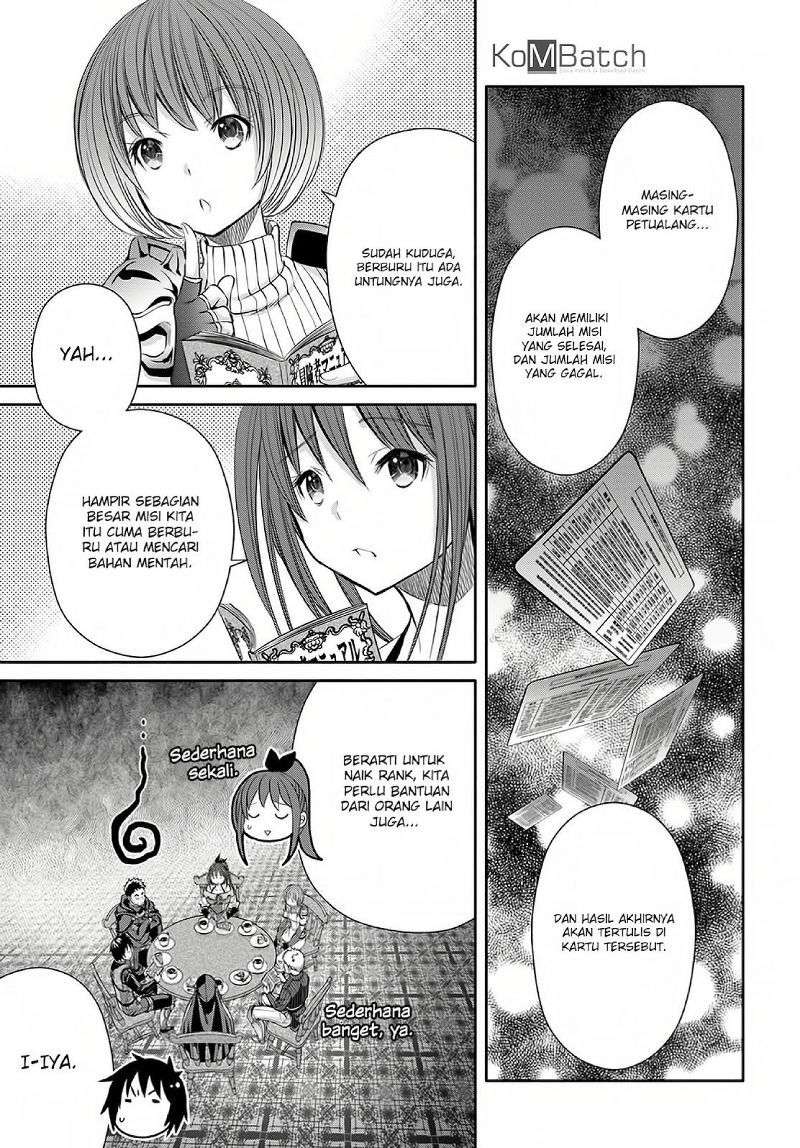 KoMBatch
MASING-
MASING KARTU
PETUALANG...
AKAN MEMILIKI
JUMLAH MISI
YANG SELESAI,
DAN JUMLAH MISI
YANG GAGAL.
DAN HASIL AKHIRNYA
AKAN TERTULIS DI
KARTU TERSEBUT.
SUDAH KUDUGA,
BERBURU ITU ADA
UNTUNGNYA JUGA.
YAH...
HAMPIR SEBAGIAN
BESAR MISI KITA
ITU CUMA BERBU-
RU ATAU MENCARI
BAHAN MENTAH.
BERARTI UNTUK
NAIK RANK, KITA
PERLU BANTUAN
DARI ORANG LAIN
JUGA...
Sederhana
sekali.
Sederhana
banget, ya.
I-IYA.